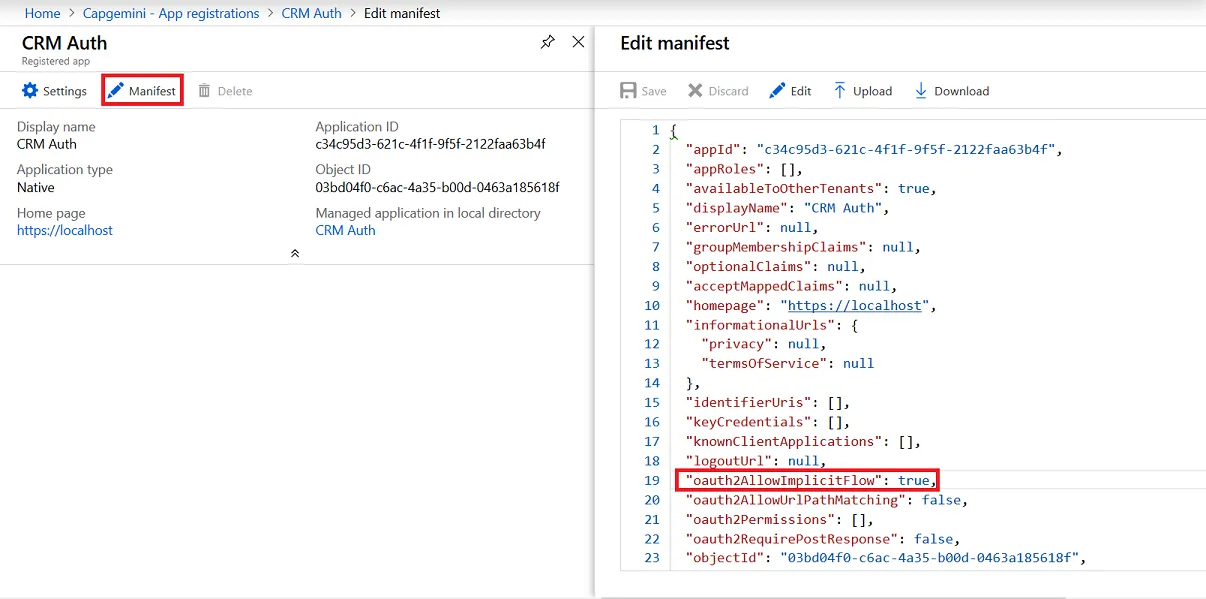 Home > Capgemini - App registrations > CRM Auth > Edit manifest
CRM Auth
Registered app
Settings Manifest Delete
Display name
CRM Auth
Application type
Native
Home page
https://localhost
Application ID
c34c95d3-621c-4f1f-9f5f-2122faa63b4f
Object ID
03bd04f0-c6ac-4a35-b00d-0463a185618f
Managed application in local directory
CRM Auth
Edit manifest
Save Discard Edit Upload Download
1 {
2 "appId": "c34c95d3-621c-4f1f-9f5f-2122faa63b4f",
3 "appRoles": [],
4 "availableToOtherTenants": true,
5 "displayName": "CRM Auth",
6 "errorUrl": null,
7 "groupMembershipClaims": null,
8 "optionalClaims": null,
9 "acceptMappedClaims": null,
10 "homepage": "https://localhost",
11 "informationalUrls": {
12 "privacy": null,
13 "termsOfService": null
14 },
15 "identifierUris": [],
16 "keyCredentials": [],
17 "knownClientApplications": [],
18 "logoutUrl": null,
19 "oauth2AllowImplicitFlow": true,
20 "oauth2AllowUrlPathMatching": false,
21 "oauth2Permissions": [],
22 "oauth2RequirePostResponse": false,
23 "objectId": "03bd04f0-c6ac-4a35-b00d-0463a185618f",